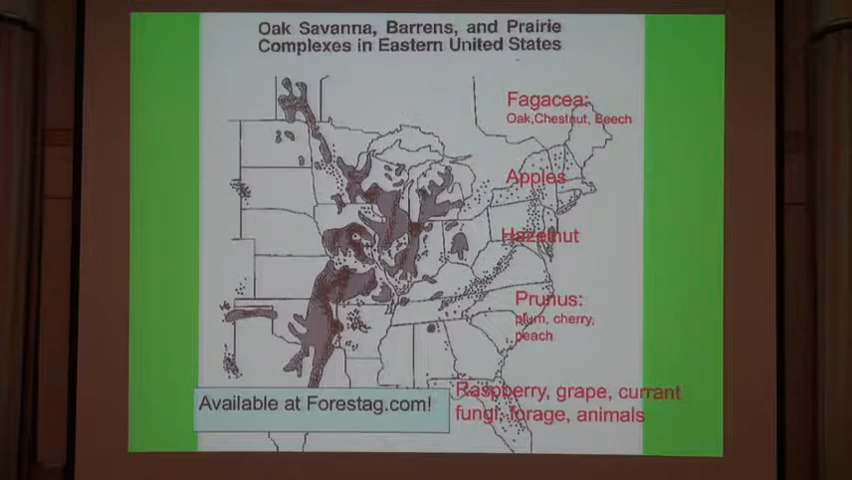 Oak Savanna, Barrens, and Prairie
Complexes in Eastern United States
Fagacea:
Oak,Chestnut, Beech
Apples
Hazelnut
Prunus:
plum, cherry,
peach
Raspberry, grape, currant
fungi, forage, animals
Available at Forestag.com!